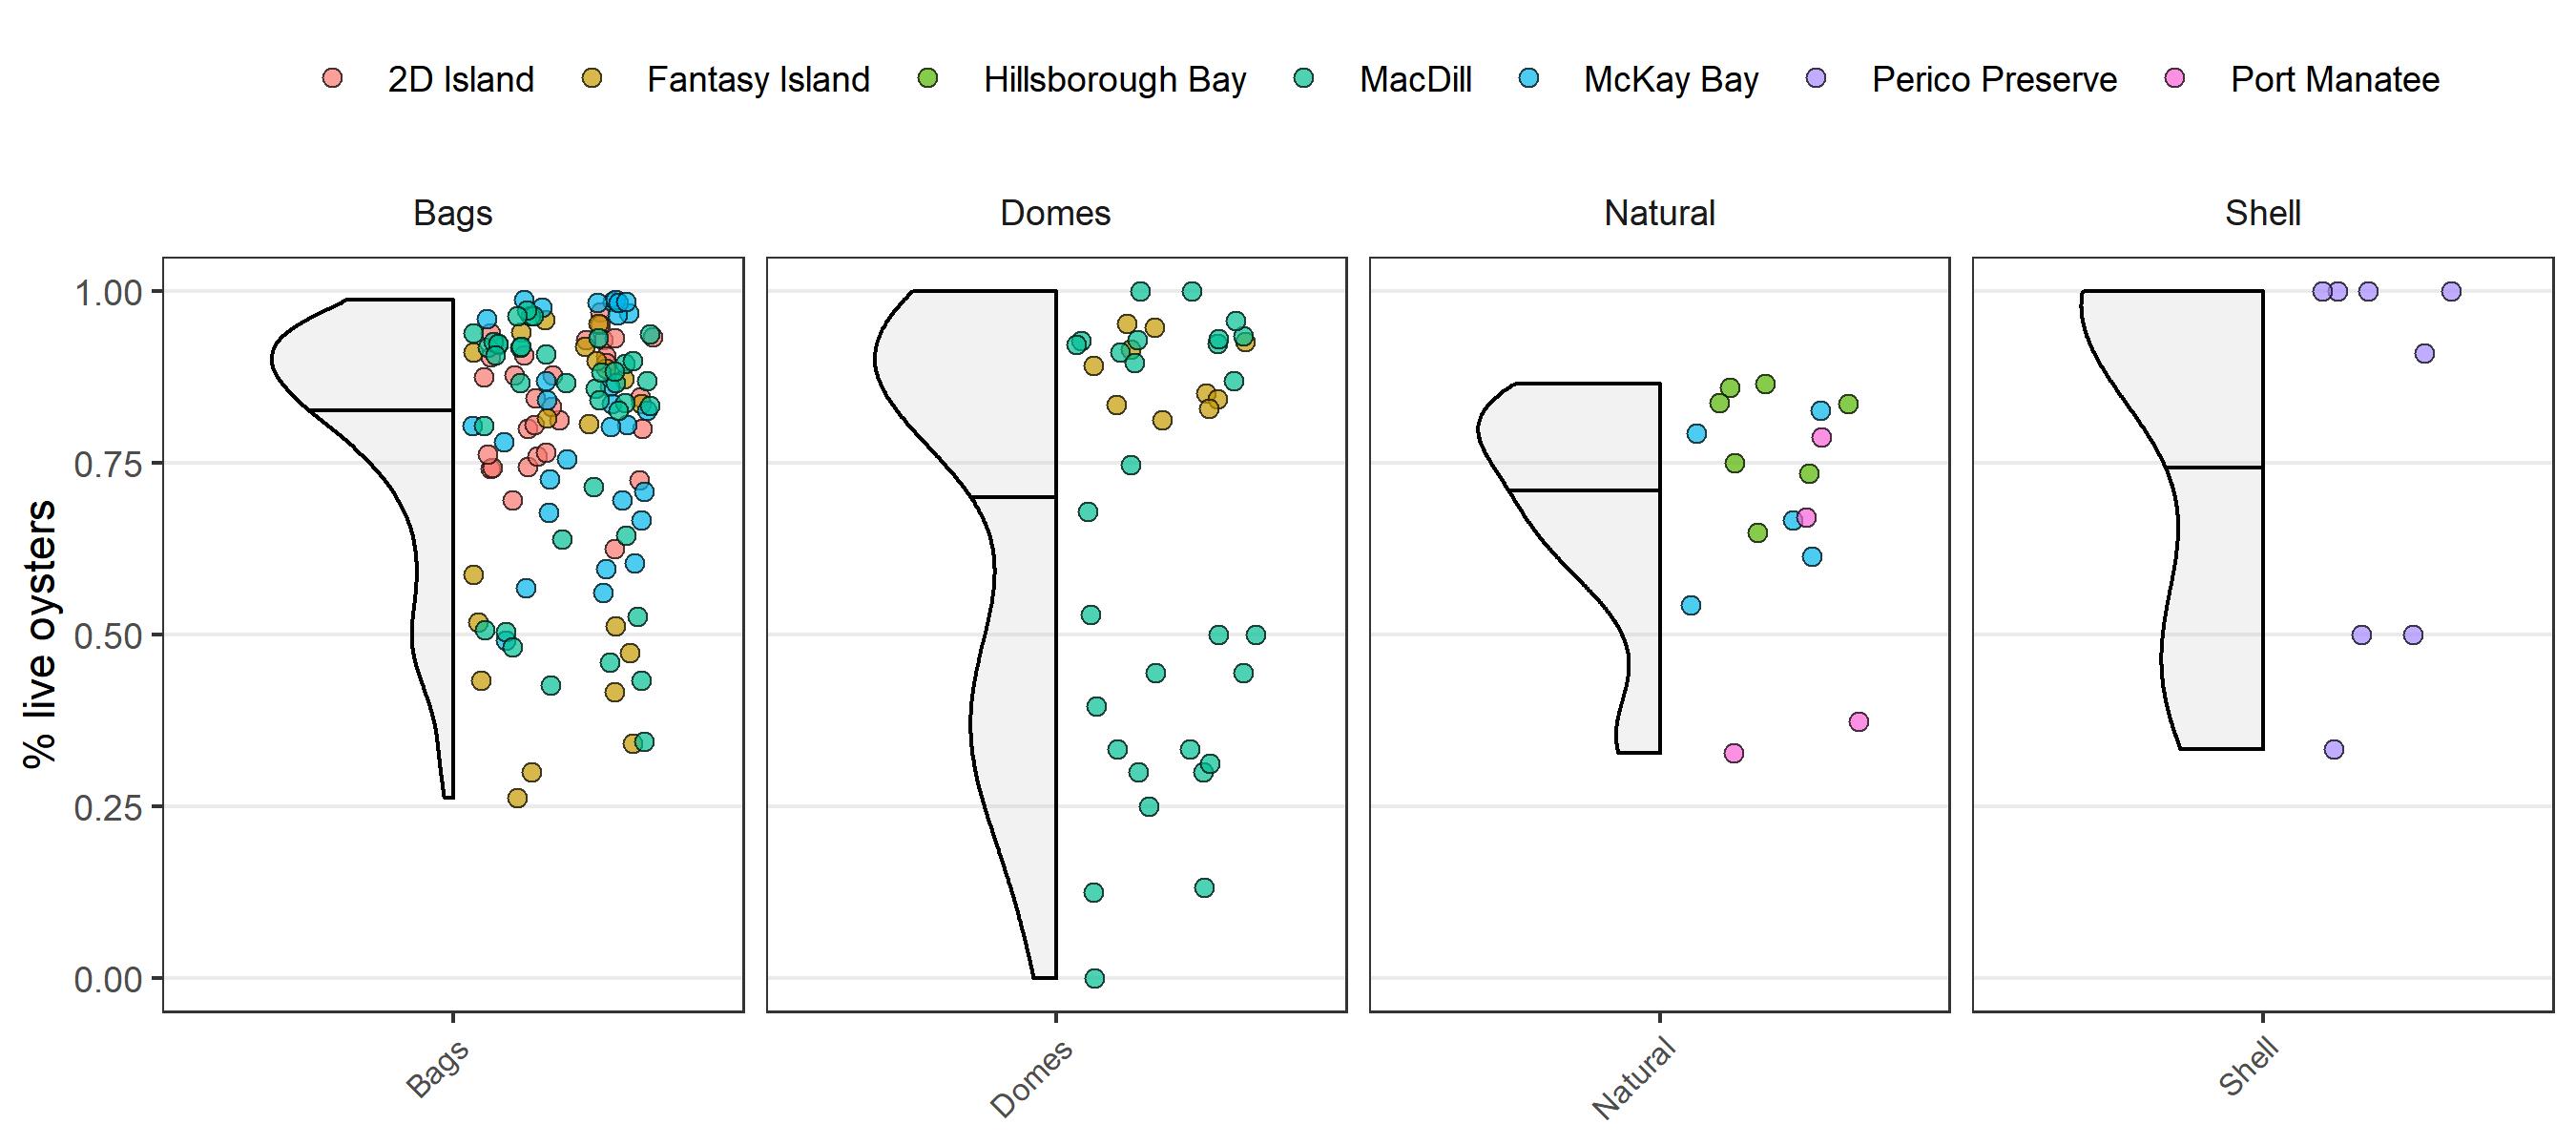 2D Island Fantasy Island Hillsborough Bay MacDill McKay Bay Perico Preserve Port Manatee
Bags Domes Natural Shell
% live oysters
1.00
0.75
0.50
0.25
0.00
Bags Domes Natural Shell